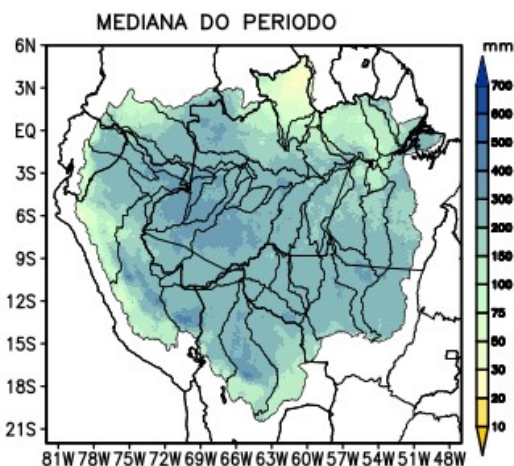 MEDIANA DO PERIODO
6N
3N
EQ
3S
6S
9S
12S
15S
18S
21S
81W 78W 75W 72W 69W 66W 63W 60W 57W 54W 51W 48W
mm
700
600
500
400
300
200
150
100
75
50
30
20
10